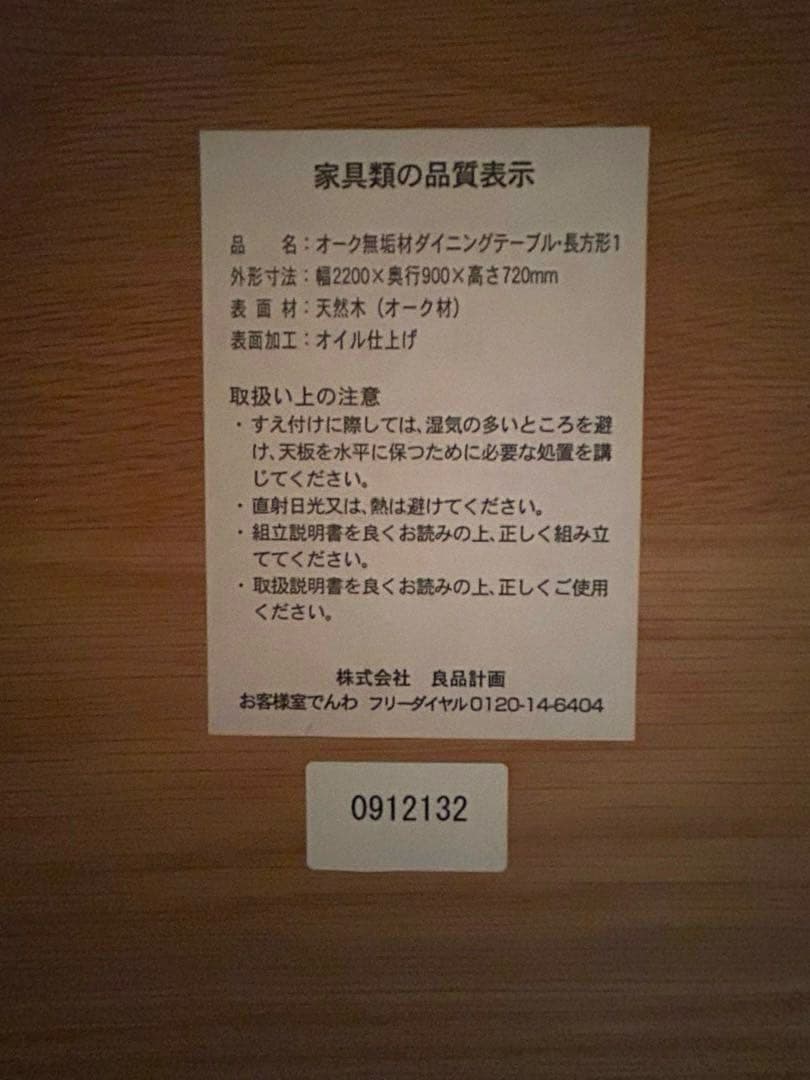 家具類の品質表示
品　　名：オーク無垢材ダイニングテーブル・長方形1
外形寸法：幅2200×奥行900×高さ720mm
表 面 材：天然木（オーク材）
表面加工：オイル仕上げ
取扱い上の注意
・すえ付けに際しては、湿気の多いところを避
け、天板を水平に保つために必要な処置を講
じてください。
・直射日光又は、熱は避けてください。
・組立説明書を良くお読みの上、正しく組み立
ててください。
・取扱説明書を良くお読みの上、正しくご使用
ください。
株式会社　良品計画
お客様室でんわ フリーダイヤル0120-14-6404
0912132